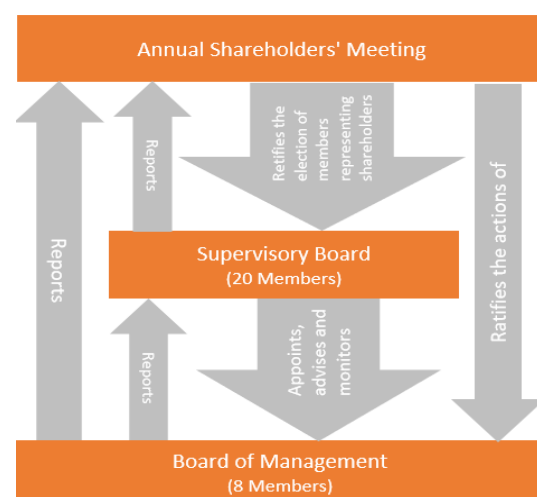 Annual Shareholders' Meeting
Reports
Reports
Retifies the
election of
members
representing
shareholders
Ratifies the actions of
Supervisory Board
(20 Members)
Reports
Appoints,
advises and
monitors
Board of Management
(8 Members)